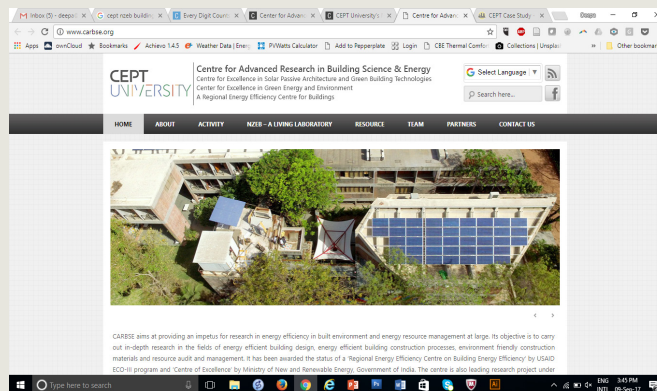 Inbox (5) - deepac
cept nzeb buildin
Every Digit Count
Center for Advanc
CEPT University's
Centre for Advanc
CEPT Case Study -
www.carbse.org
Apps
ownCloud
Bookmarks
Achievo 1.4.5
Weather Data | Ener
PVWatts Calculator
Add to Pepperplate
Login
CBE Thermal Comfor
Collections | Unspla
Other bookmar
CEPT
UNIVERSITY
Centre for Advanced Research in Building Science & Energy
Centre for Excellence in Solar Passive Architecture and Green Building Technologies
Center for Excellence in Green Energy and Environment
A Regional Energy Efficiency Centre for Buildings
Select Language
Search here...
HOME ABOUT ACTIVITY NZEB – A LIVING LABORATORY RESOURCE TEAM PARTNERS CONTACT US
CARBSE aims at providing an impetus for research in energy efficiency in built environment and energy resource management at large. Its objective is to carry
out in-depth research in the fields of energy efficient building design, energy efficient building construction processes, environment friendly construction
materials and resource audit and management. It has been awarded the status of a 'Regional Energy Efficiency Centre on Building Energy Efficiency' by USAID
ECO-III program and 'Centre of Excellence' by Ministry of New and Renewable Energy, Government of India. The centre is also leading research project under
Type here to search
ENG
INTL
3:45 PM
09-Sep-17